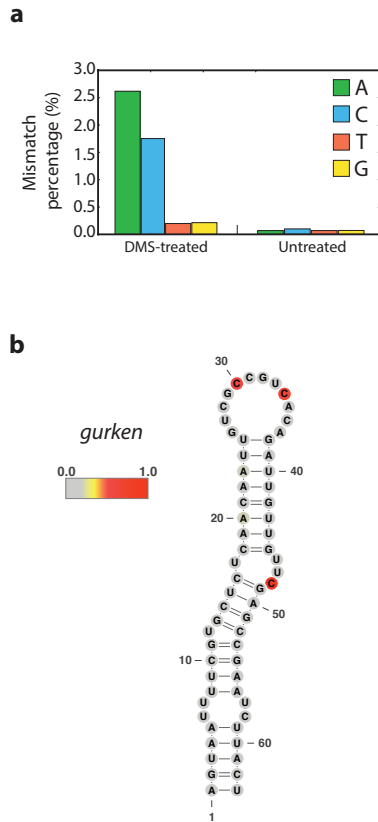 a
Mismatch
percentage (%)
3.0
2.5
2.0
1.5
1.0
0.5
0.0
A
C
T
G
DMS-treated
Untreated
b
gurken
0.0
1.0
30
40
20
50
10
60
1
AGUAAUUUUCGUGCUCUCAACAAUUGUCGCCGUCACAGAUUGUUGUUCGAGCCGAAUCUUACU